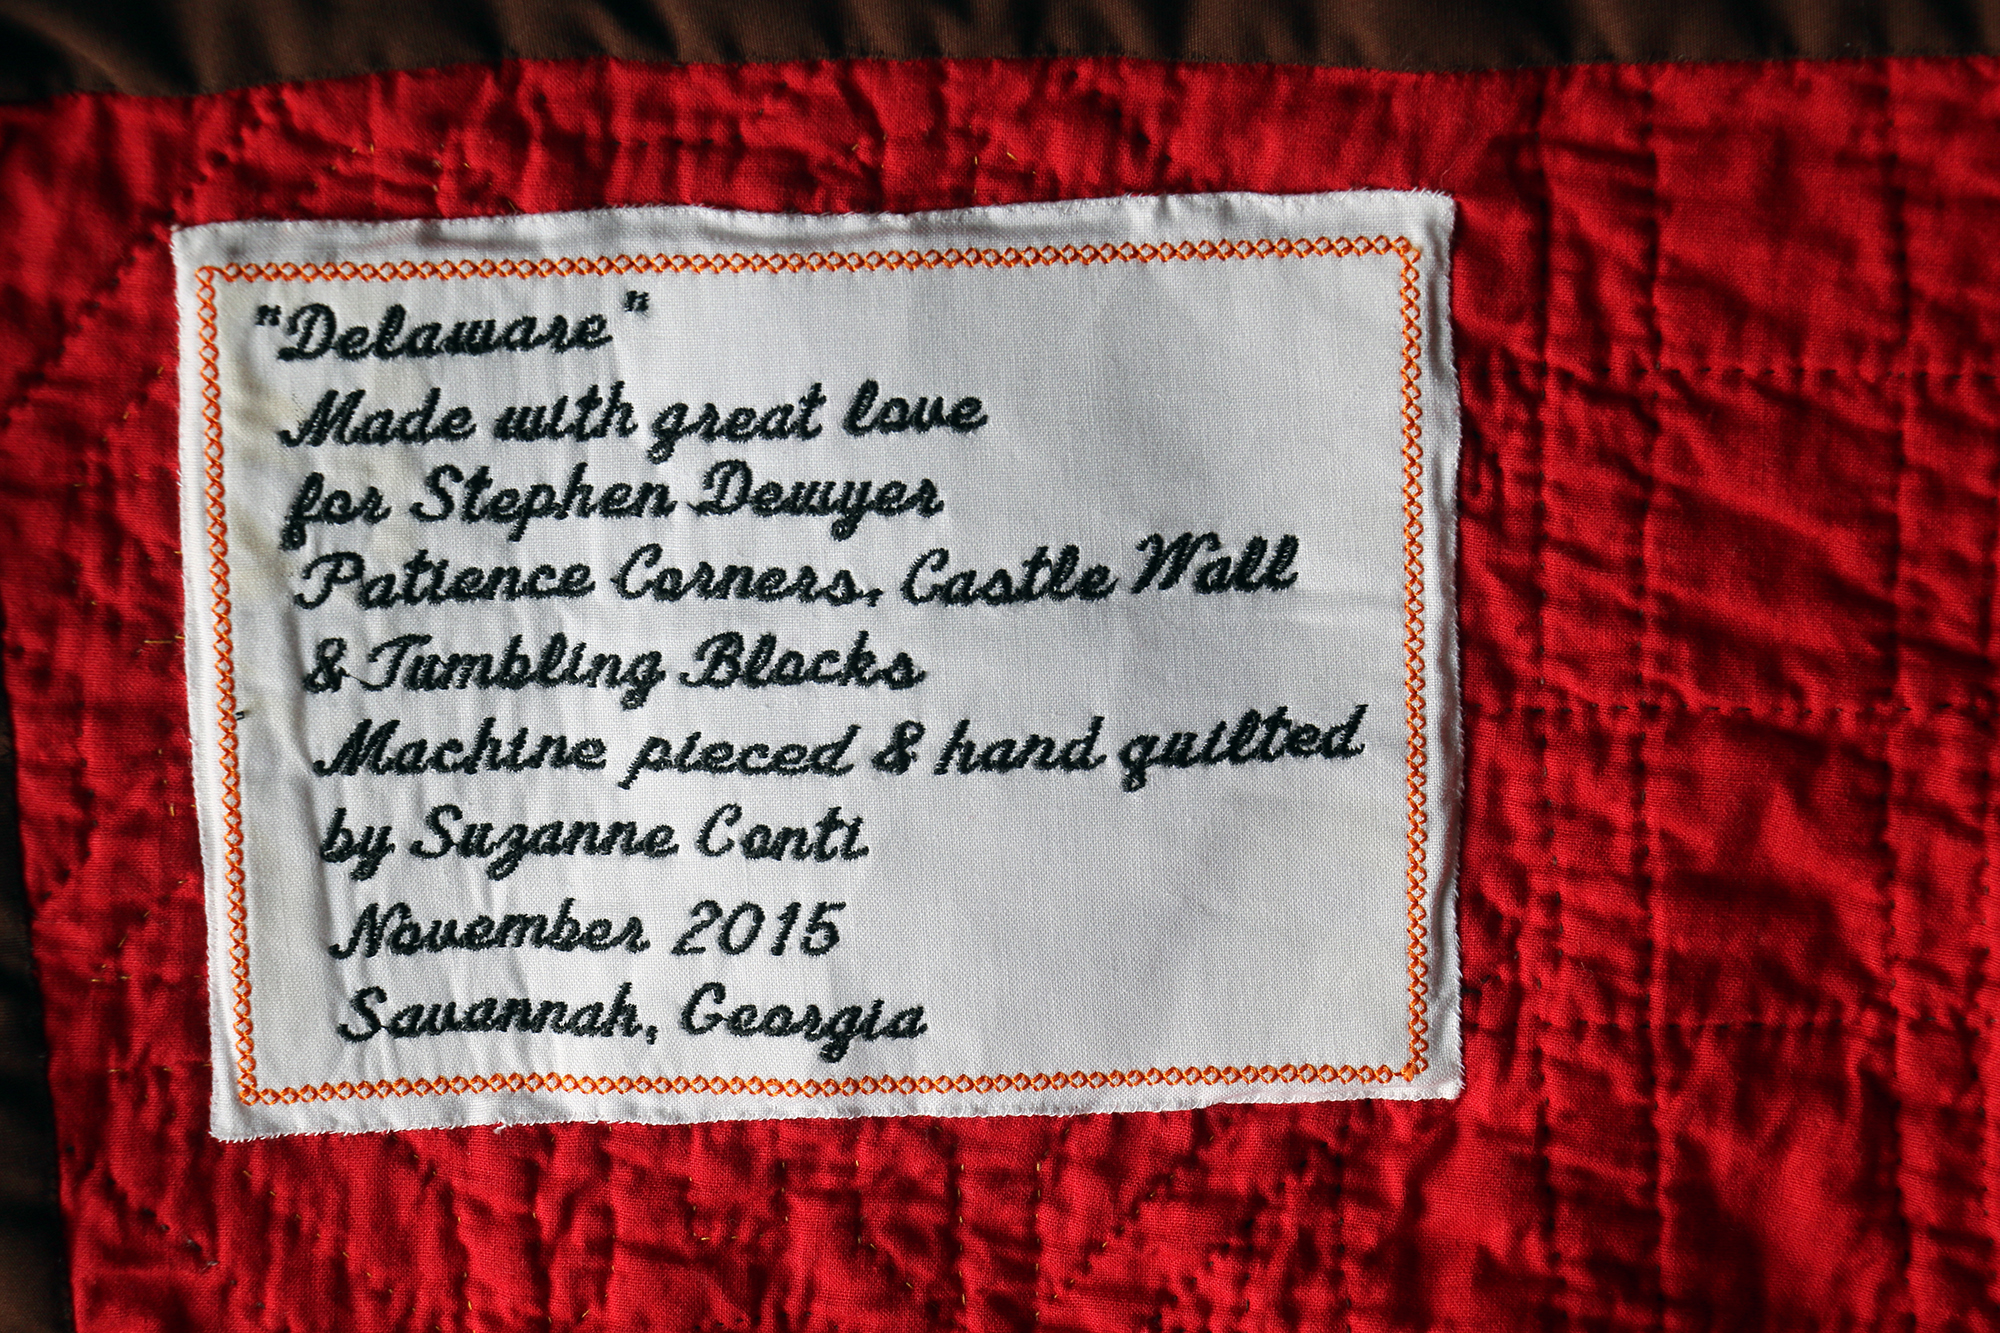 "Delaware"
Made with great love
for Stephen Dewyer
Patience Corners, Castle Wall
& Tumbling Blocks
Machine pieced & hand quilted
by Suzanne Conti
November 2015
Savannah, Georgia